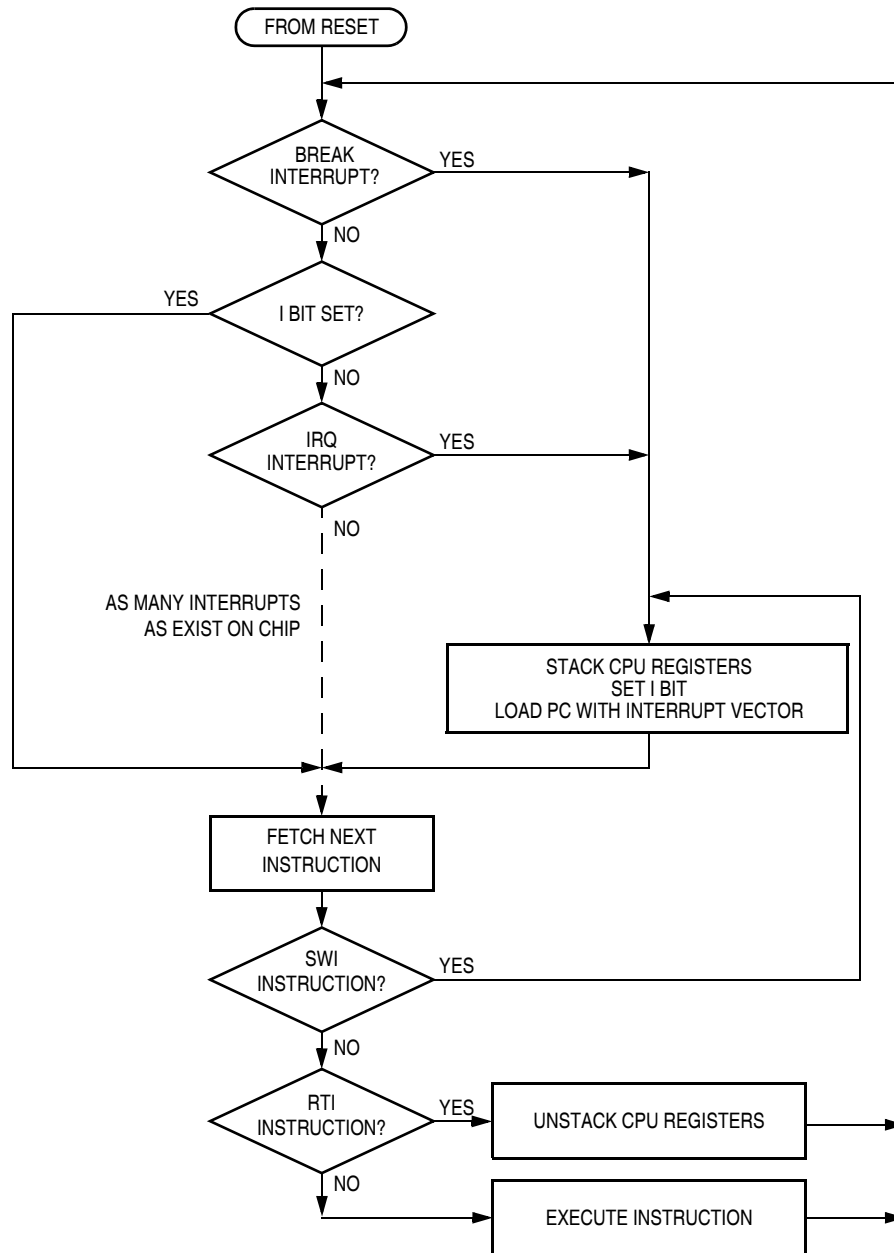 FROM RESET
BREAK
INTERRUPT?
YES
NO
YES
I BIT SET?
NO
IRQ
INTERRUPT?
YES
NO
AS MANY INTERRUPTS
AS EXIST ON CHIP
STACK CPU REGISTERS
SET I BIT
LOAD PC WITH INTERRUPT VECTOR
FETCH NEXT
INSTRUCTION
SWI
INSTRUCTION?
YES
NO
RTI
INSTRUCTION?
YES
UNSTACK CPU REGISTERS
NO
EXECUTE INSTRUCTION